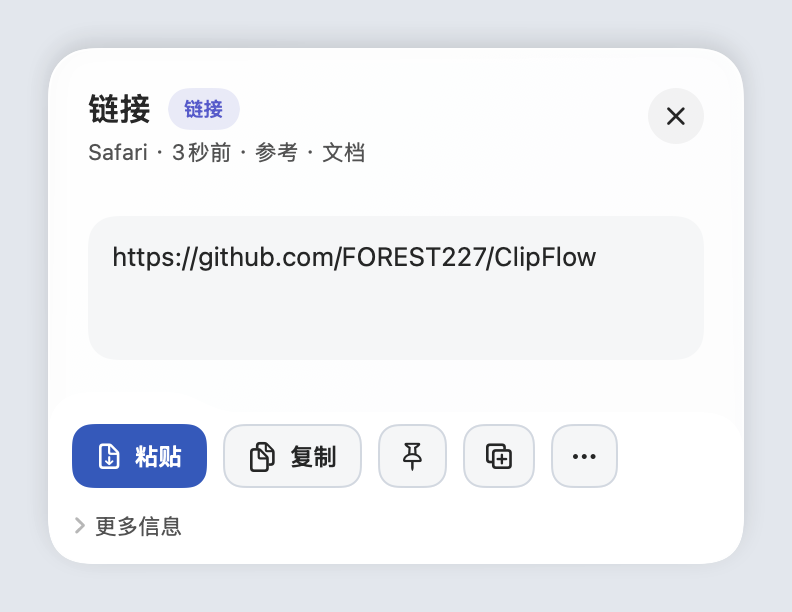 链接 链接
Safari · 3秒前 · 参考 · 文档
https://github.com/FOREST227/ClipFlow
粘贴 复制
更多信息